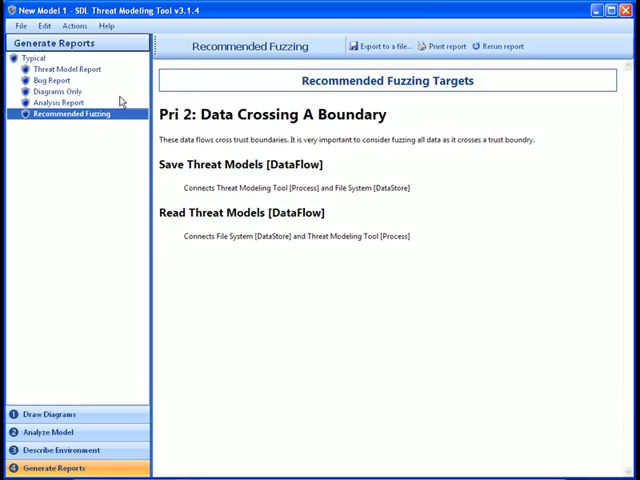 New Model 1 - SDL Threat Modeling Tool v3.1.4
File Edit Actions Help
Generate Reports
Typical
Threat Model Report
Bug Report
Diagrams Only
Analysis Report
Recommended Fuzzing
1 Draw Diagrams
2 Analyze Model
3 Describe Environment
4 Generate Reports
Recommended Fuzzing
Export to a file... Print report Rerun report
Recommended Fuzzing Targets
Pri 2: Data Crossing A Boundary
These data flows cross trust boundaries. It is very important to consider fuzzing all data as it crosses a trust boundry.
Save Threat Models [DataFlow]
Connects Threat Modeling Tool [Process] and File System [DataStore]
Read Threat Models [DataFlow]
Connects File System [DataStore] and Threat Modeling Tool [Process]